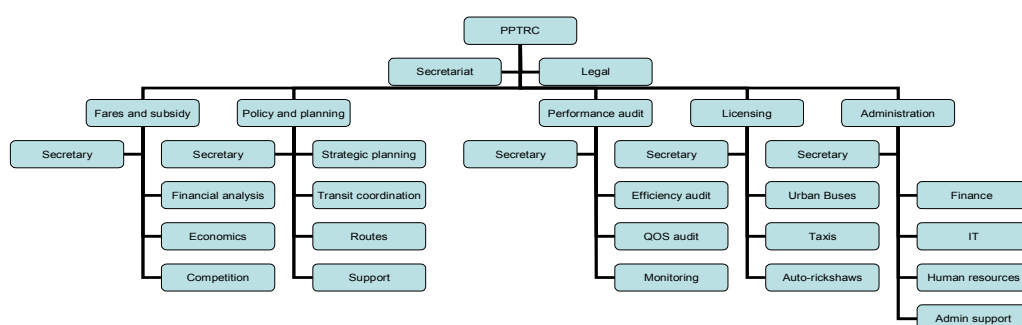 PPTRC
Secretariat
Legal
Fares and subsidy
Policy and planning
Performance audit
Licensing
Administration
Secretary
Secretary
Strategic planning
Secretary
Secretary
Secretary
Financial analysis
Transit coordination
Efficiency audit
Urban Buses
Finance
Economics
Routes
QOS audit
Taxis
IT
Competition
Support
Monitoring
Auto-rickshaws
Human resources
Admin support